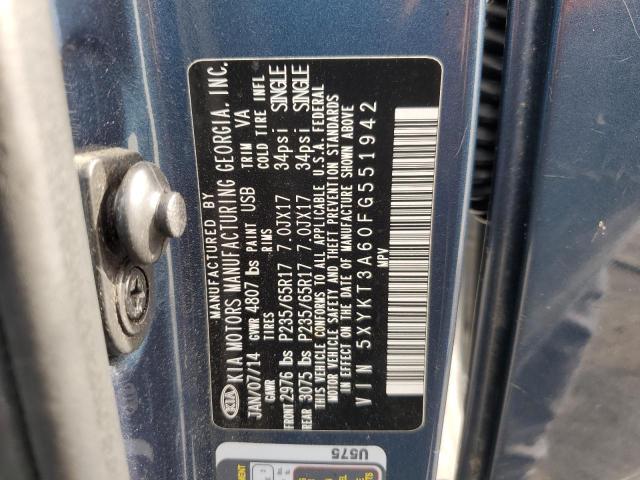 MANUFACTURED BY
KIA KIA MOTORS MANUFACTURING GEORGIA, INC.
JAN/07/14 GVWR 4807 lbs PAINT USB TRIM VA
GAWR TIRES RIMS COLD TIRE INFL
FRONT 2976 lbs P235/65R17 7.0JX17 34psi SINGLE
REAR 3075 lbs P235/65R17 7.0JX17 34psi SINGLE
THIS VEHICLE CONFORMS TO ALL APPLICABLE U.S.A. FEDERAL
MOTOR VEHICLE SAFETY AND THEFT PREVENTION STANDARDS
IN EFFECT ON THE DATE OF MANUFACTURE SHOWN ABOVE
VIN 5XYKT3A60FG551942
MPV
U575